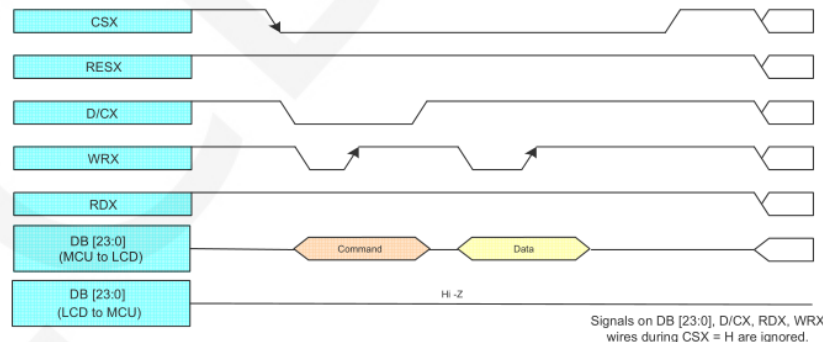 CSX
RESX
D/CX
WRX
RDX
DB [23:0]
(MCU to LCD)
Command
Data
DB [23:0]
(LCD to MCU)
Hi -Z
Signals on DB [23:0], D/CX, RDX, WRX
wires during CSX = H are ignored.